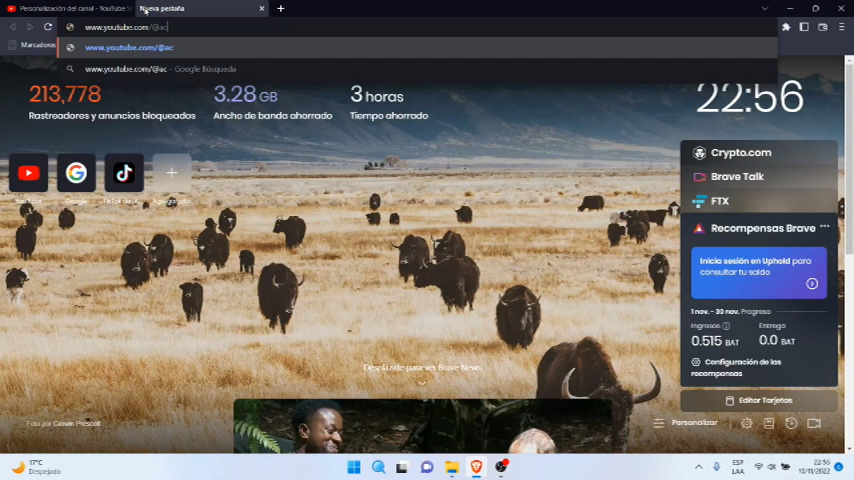 Personalización del canal - YouTube S
Nueva pestaña
www.youtube.com/@ac
Marcadores
www.youtube.com/@ac
www.youtube.com/@ac - Google Búsqueda
213,778
Rastreadores y anuncios bloqueados
3.28 GB
Ancho de banda ahorrado
3 horas
Tiempo ahorrado
22:56
YouTube
Google
Crypto.com
Brave Talk
FTX
Recompensas Brave
Inicia sesión en Uphold para
consultar tu saldo
1 nov. - 30 nov. Progreso
Ingresos
0.515 BAT
Entrega
0.0 BAT
Configuración de las
recompensas
Editar Tarjetas
Desplázate para ver Brave News
Foto por Gerwin Prescott
Personalizar
17°C
Despejado
ESP
LAA
22:56
10/11/2022